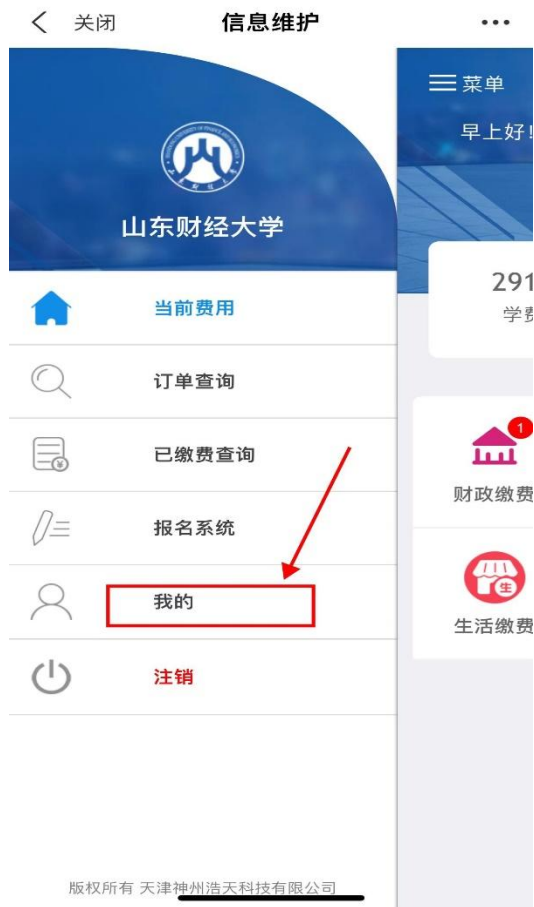 关闭
信息维护
菜单
早上好!
山东财经大学
291
学费
当前费用
订单查询
已缴费查询
报名系统
我的
注销
1
财政缴费
生
生活缴费
版权所有 天津神州浩天科技有限公司